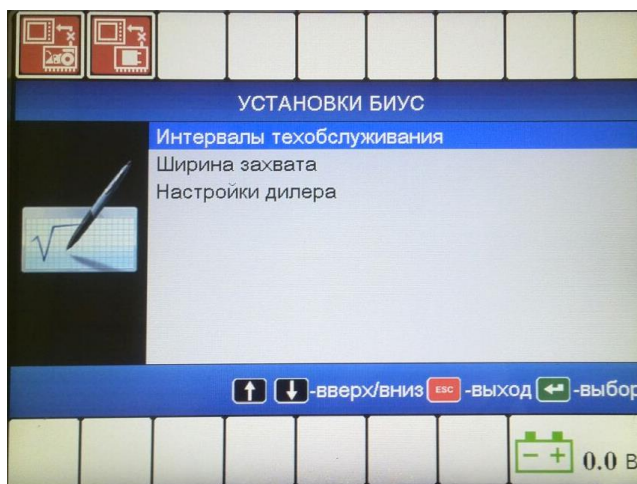 УСТАНОВКИ БИУС
Интервалы техобслуживания
Ширина захвата
Настройки дилера
-вверх/вниз ESC -выход -выбор
0.0 В